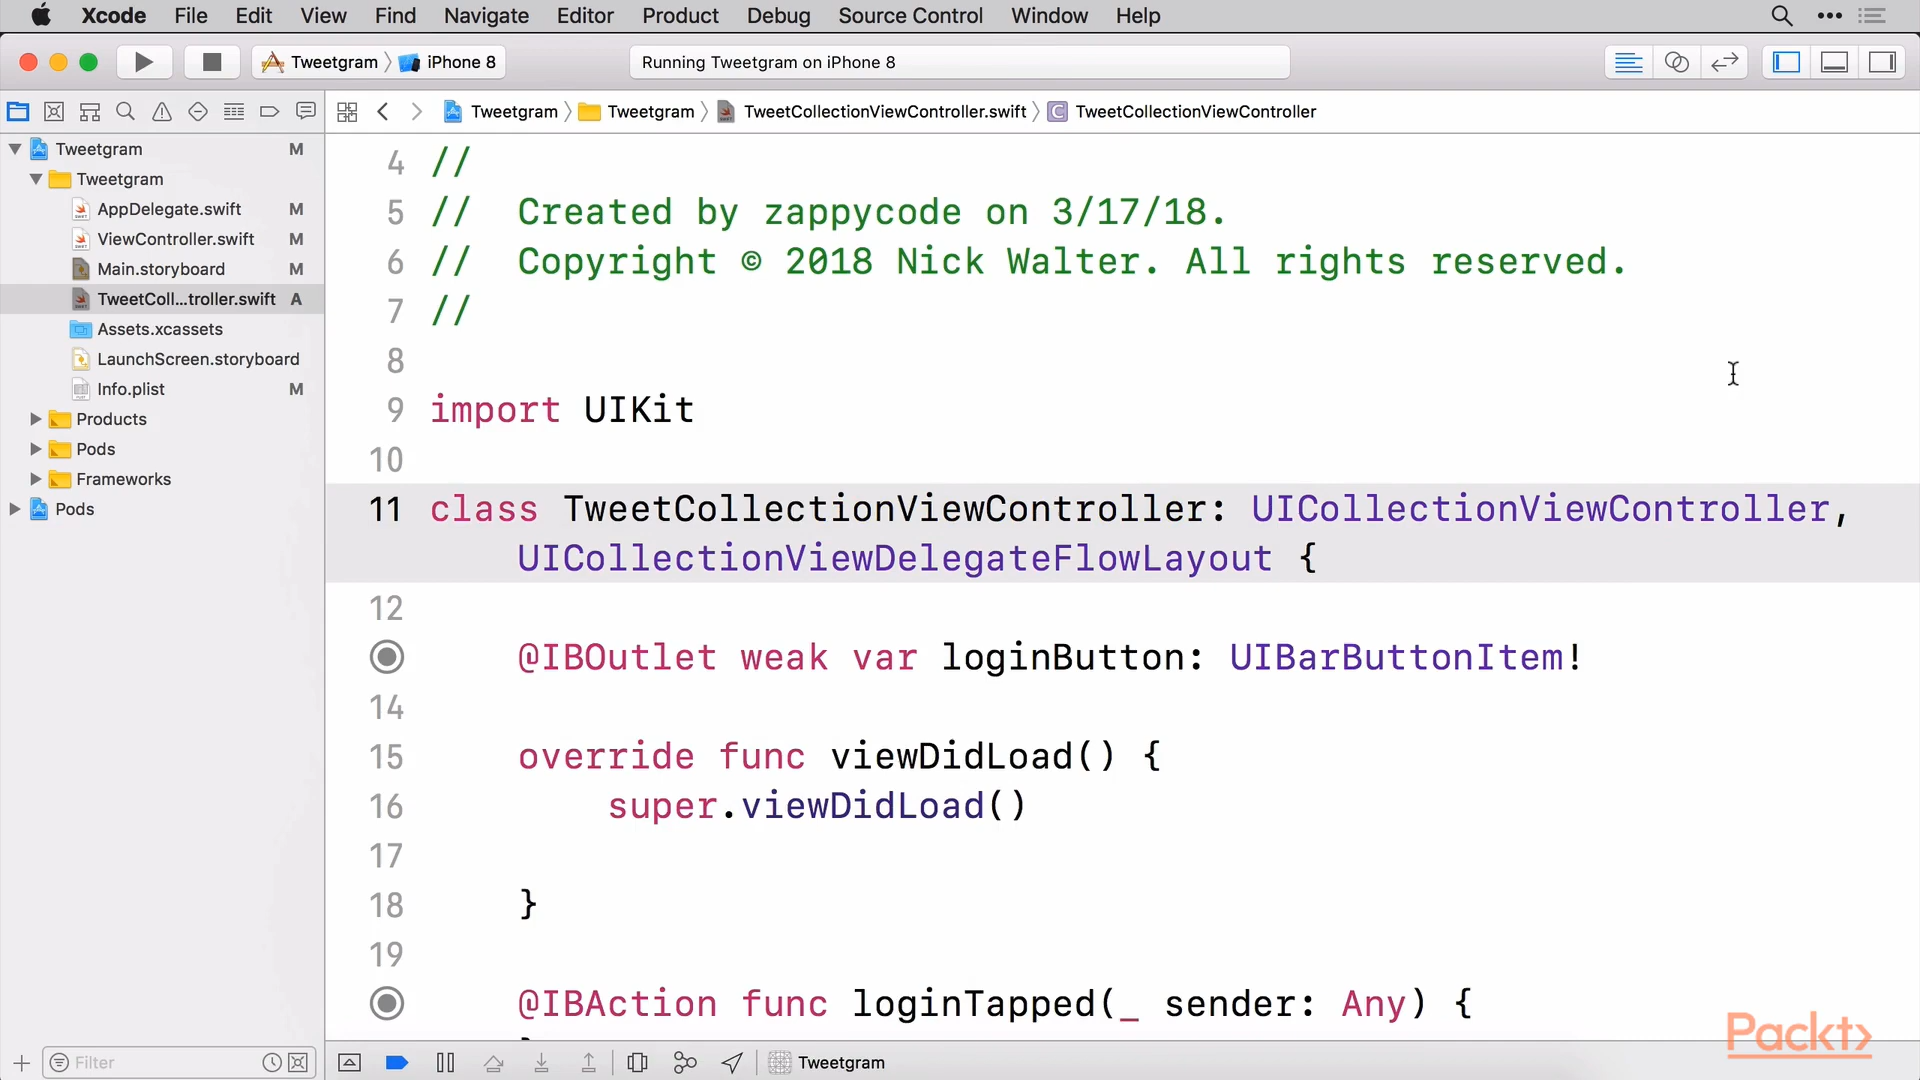 Xcode File Edit View Find Navigate Editor Product Debug Source Control Window Help
Tweetgram iPhone 8
Running Tweetgram on iPhone 8
Tweetgram Tweetgram TweetCollectionViewController.swift C TweetCollectionViewController
Tweetgram M
Tweetgram
AppDelegate.swift M
ViewController.swift M
Main.storyboard M
TweetColl...troller.swift A
Assets.xcassets
LaunchScreen.storyboard
Info.plist M
Products
Pods
Frameworks
Pods
4 //
5 //  Created by zappycode on 3/17/18.
6 //  Copyright © 2018 Nick Walter. All rights reserved.
7 //
8
9 import UIKit
10
11 class TweetCollectionViewController: UICollectionViewController,
UICollectionViewDelegateFlowLayout {
12
@IBOutlet weak var loginButton: UIBarButtonItem!
14
15 override func viewDidLoad() {
16 super.viewDidLoad()
17
18 }
19
@IBAction func loginTapped(_ sender: Any) {
Filter
Tweetgram
Packt>